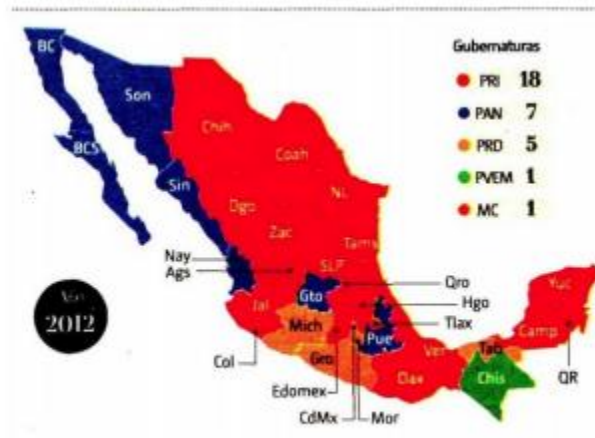 Gubernaturas
PRI 18
PAN 7
PRD 5
PVEM 1
MC 1
BC
Son
Chih
BCS
Coah
Sin
NL
Dgo
Zac
Tams
SLP
Nay
Ags
Qro
Gto
Hgo
Yuc
Jal
Tlax
2012
Mich
Camp
Col
Pue
Ver
Tab
Gro
QR
Edomex
Oax
Chis
CdMx
Mor